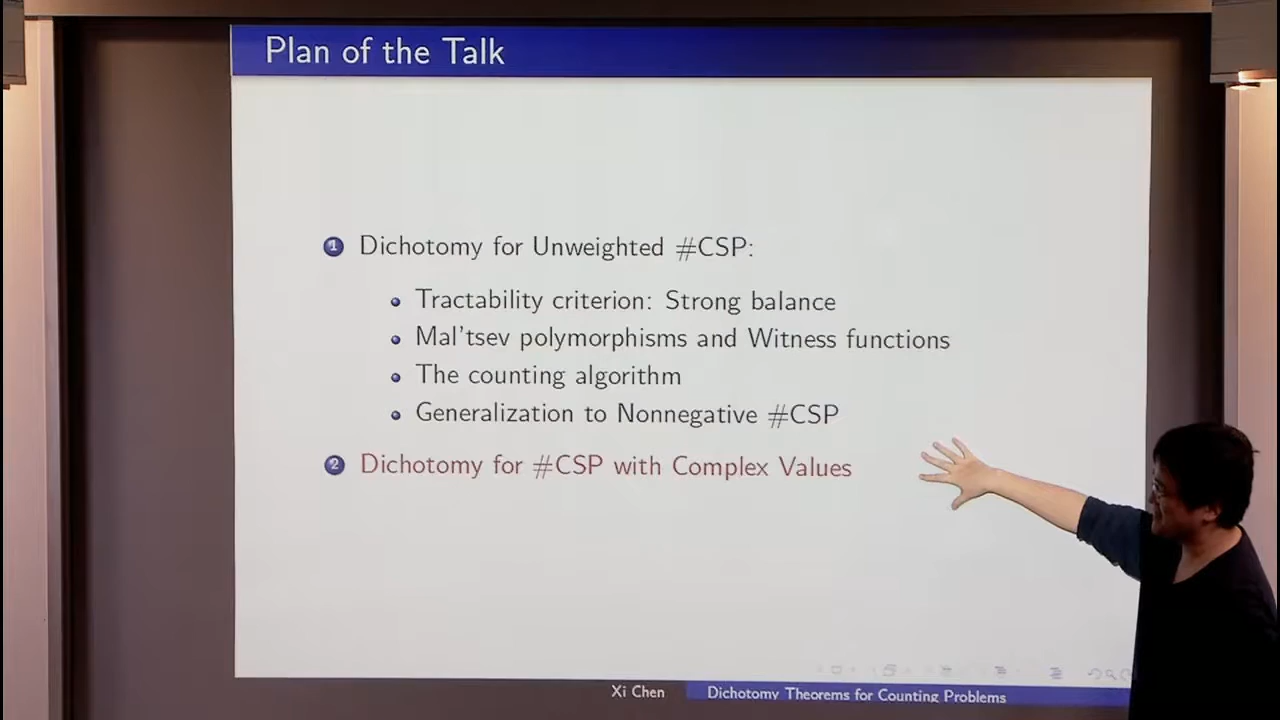 Plan of the Talk
1 Dichotomy for Unweighted #CSP:
Tractability criterion: Strong balance
Mal'tsev polymorphisms and Witness functions
The counting algorithm
Generalization to Nonnegative #CSP
2 Dichotomy for #CSP with Complex Values
Xi Chen Dichotomy Theorems for Counting Problems